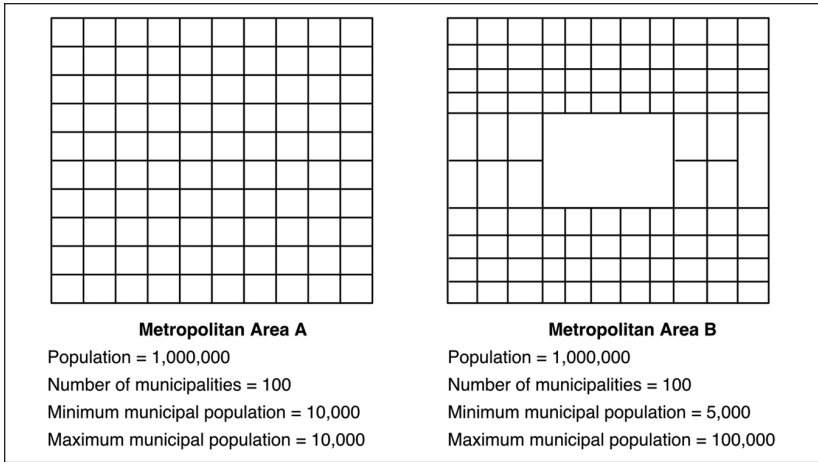 Metropolitan Area A
Population = 1,000,000
Number of municipalities = 100
Minimum municipal population = 10,000
Maximum municipal population = 10,000
Metropolitan Area B
Population = 1,000,000
Number of municipalities = 100
Minimum municipal population = 5,000
Maximum municipal population = 100,000